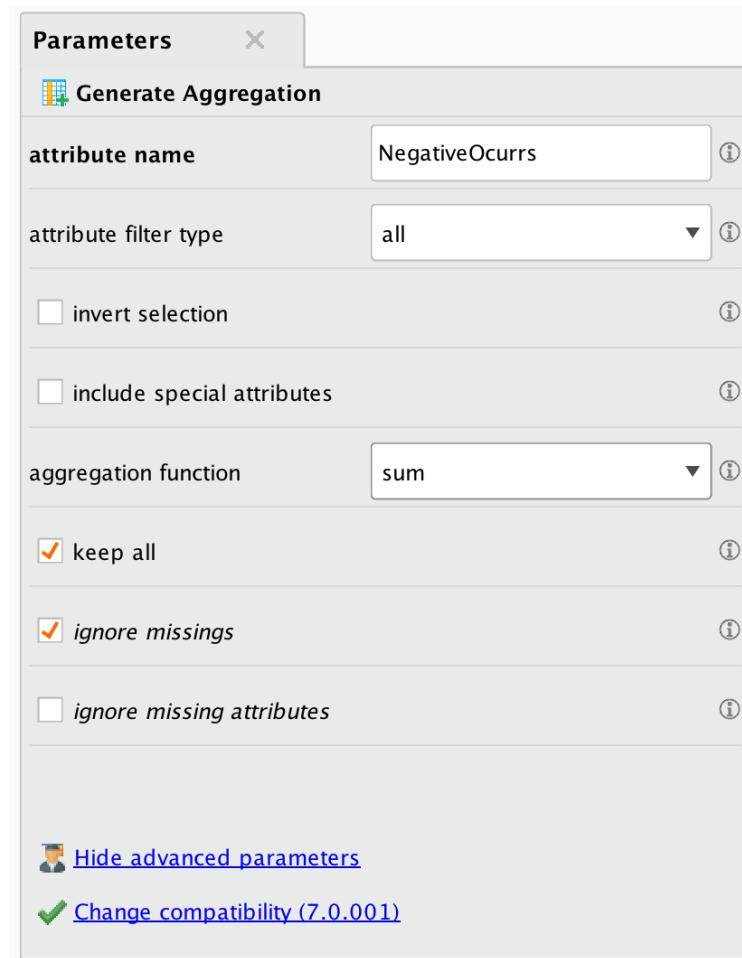 Parameters
Generate Aggregation
attribute name NegativeOcurrs
attribute filter type all
invert selection
include special attributes
aggregation function sum
keep all
ignore missings
ignore missing attributes
Hide advanced parameters
Change compatibility (7.0.001)